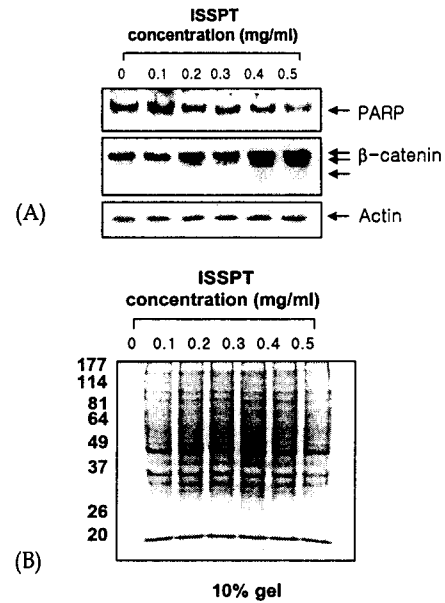 ISSPT
concentration (mg/ml)
0 0.1 0.2 0.3 0.4 0.5
PARP
β-catenin
Actin
(A)
ISSPT
concentration (mg/ml)
0 0.1 0.2 0.3 0.4 0.5
177
114
81
64
49
37
26
20
(B)
10% gel